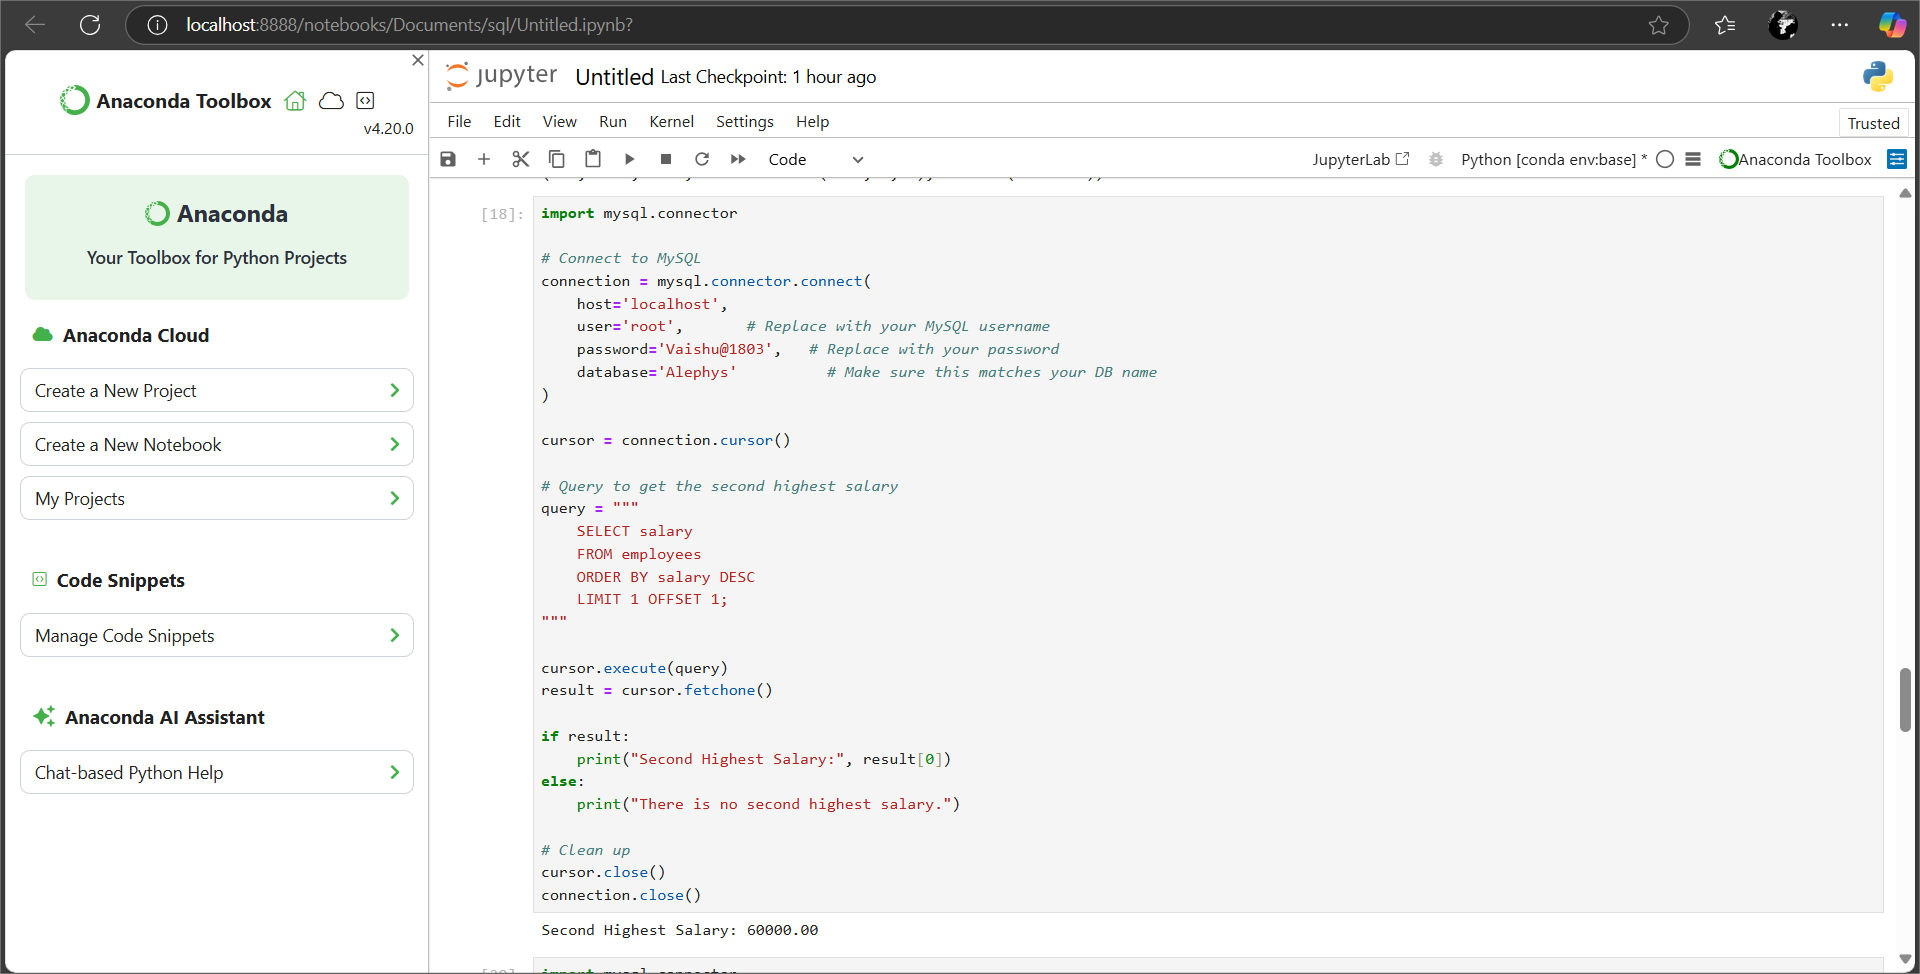 localhost:8888/notebooks/Documents/sql/Untitled.ipynb?
Anaconda Toolbox
v4.20.0
Anaconda
Your Toolbox for Python Projects
Anaconda Cloud
Create a New Project
Create a New Notebook
My Projects
Code Snippets
Manage Code Snippets
Anaconda AI Assistant
Chat-based Python Help
jupyter Untitled Last Checkpoint: 1 hour ago
File Edit View Run Kernel Settings Help
Trusted
Code
JupyterLab
Python [conda env:base] *
Anaconda Toolbox
[18]:
import mysql.connector
# Connect to MySQL
connection = mysql.connector.connect(
    host='localhost',
    user='root',       # Replace with your MySQL username
    password='Vaishu@1803',   # Replace with your password
    database='Alephys'          # Make sure this matches your DB name
)
cursor = connection.cursor()
# Query to get the second highest salary
query = """
    SELECT salary
    FROM employees
    ORDER BY salary DESC
    LIMIT 1 OFFSET 1;
"""
cursor.execute(query)
result = cursor.fetchone()
if result:
    print("Second Highest Salary:", result[0])
else:
    print("There is no second highest salary.")
# Clean up
cursor.close()
connection.close()
Second Highest Salary: 60000.00
import mysql.connector